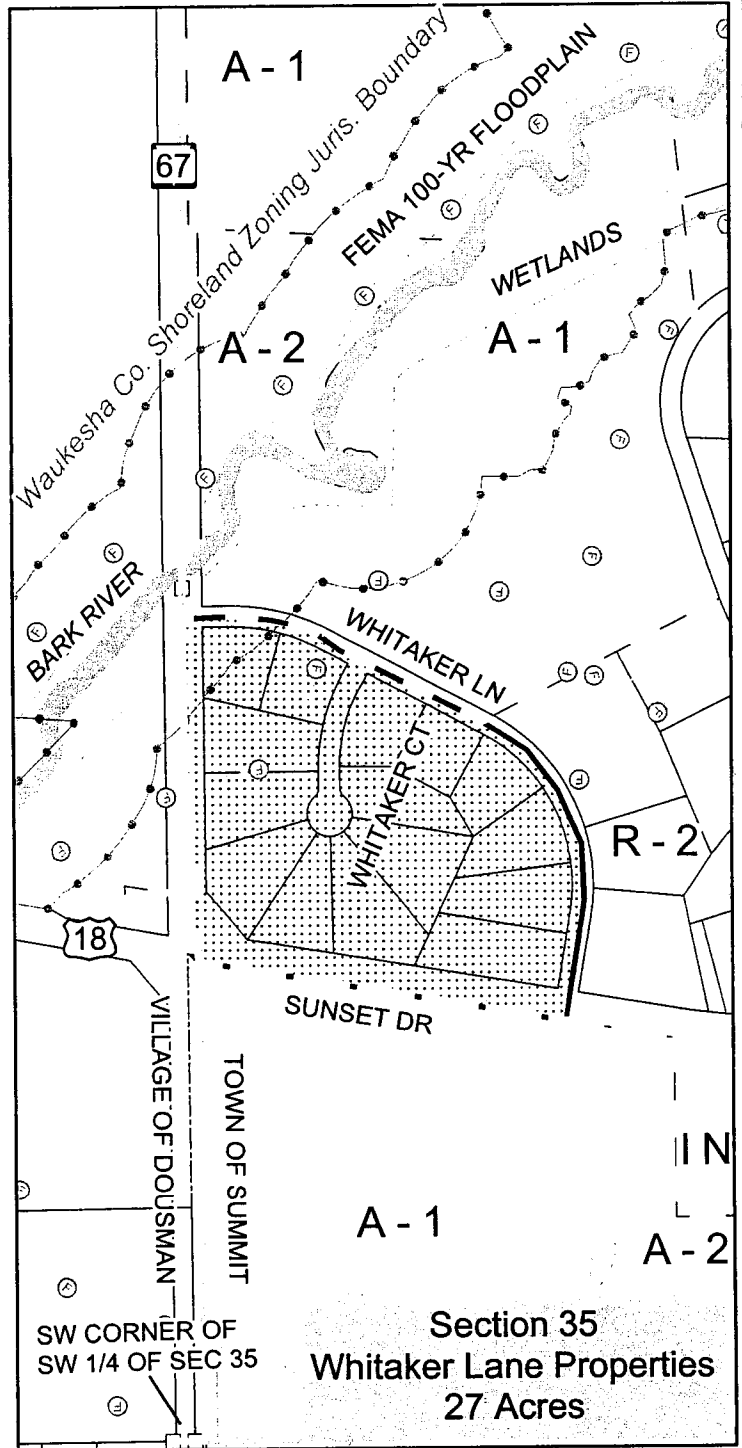 A - 1
Waukesha Co. Shoreland Zoning Juris. Boundary
67
FEMA 100-YR FLOODPLAIN
F
F
F
F
F
WETLANDS
A - 2
A - 1
F
F
F
F
F
F
BARK RIVER
F
F
F
WHITAKER LN
F
F
F
F
F
WHITAKER CT
F
F
F
R - 2
18
SUNSET DR
VILLAGE OF DOUSMAN
TOWN OF SUMMIT
IN
A - 1
A - 2
F
F
SW CORNER OF
SW 1/4 OF SEC 35
F
Section 35
Whitaker Lane Properties
27 Acres